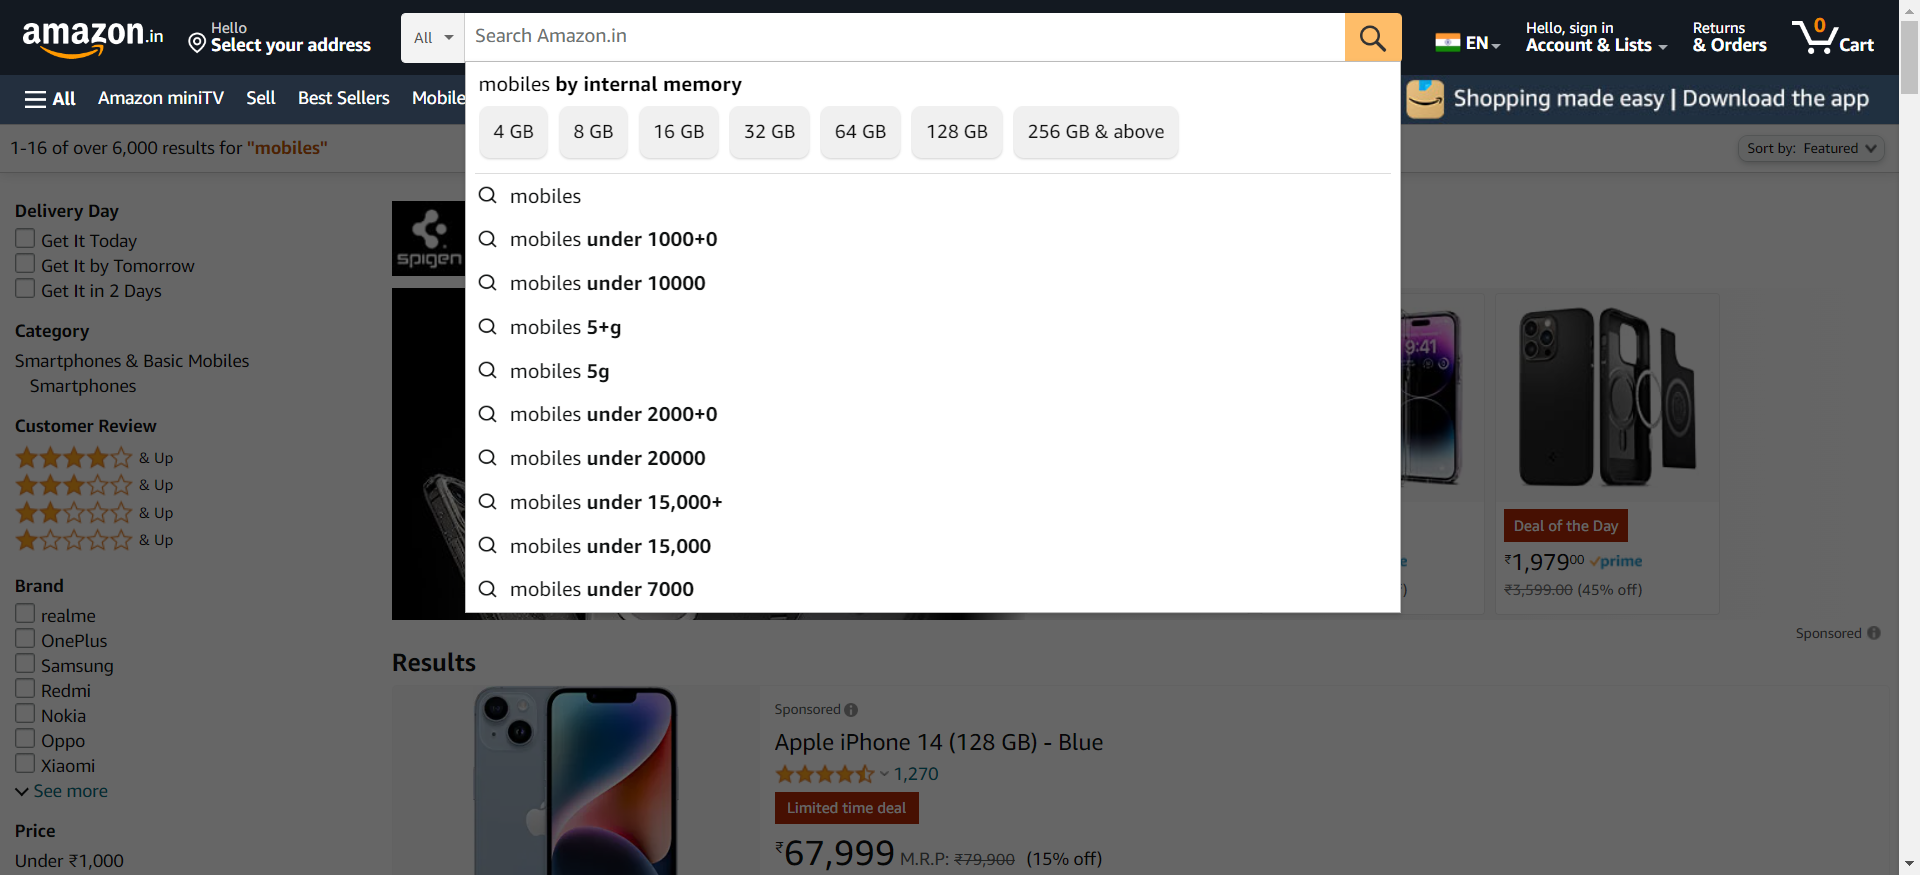 amazon.in
Hello
Select your address
All
Search Amazon.in
EN
Hello, sign in
Account & Lists
Returns
& Orders
0
Cart
All
Amazon miniTV
Sell
Best Sellers
Mobile
Shopping made easy | Download the app
mobiles by internal memory
4 GB
8 GB
16 GB
32 GB
64 GB
128 GB
256 GB & above
1-16 of over 6,000 results for "mobiles"
Sort by: Featured
mobiles
mobiles under 1000+0
mobiles under 10000
mobiles 5+g
mobiles 5g
mobiles under 2000+0
mobiles under 20000
mobiles under 15,000+
mobiles under 15,000
mobiles under 7000
Delivery Day
Get It Today
Get It by Tomorrow
Get It in 2 Days
Category
Smartphones & Basic Mobiles
Smartphones
Customer Review
& Up
& Up
& Up
& Up
Brand
realme
OnePlus
Samsung
Redmi
Nokia
Oppo
Xiaomi
See more
Price
Under ₹1,000
spigen
9:41
Deal of the Day
₹1,97900 prime
₹3,599.00 (45% off)
Sponsored
Results
Sponsored
Apple iPhone 14 (128 GB) - Blue
1,270
Limited time deal
₹67,999 M.R.P: ₹79,900 (15% off)